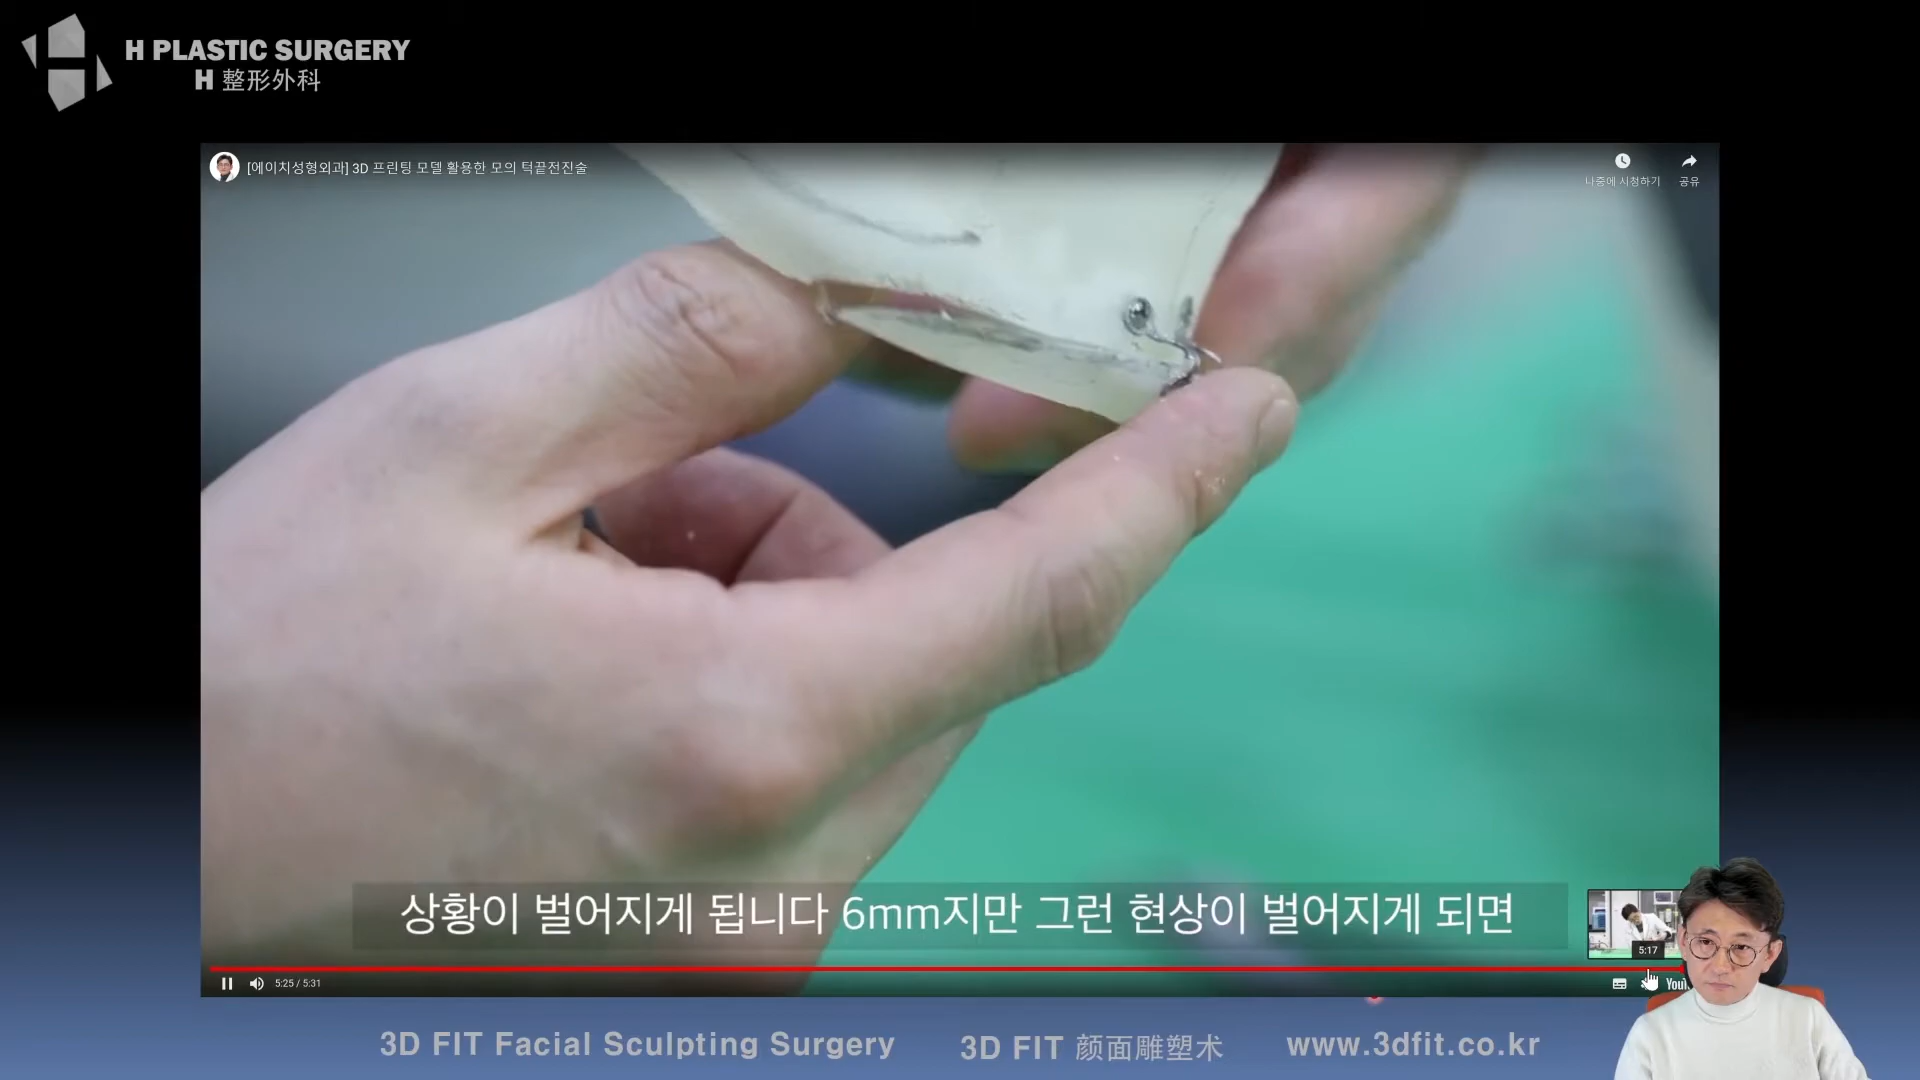 H PLASTIC SURGERY
H 整形外科
[에이치성형외과] 3D 프린팅 모델 활용한 모의 턱끝전진술
나중에 시청하기
공유
상황이 벌어지게 됩니다 6mm지만 그런 현상이 벌어지게 되면
5:17
5:25 / 5:31
3D FIT Facial Sculpting Surgery
3D FIT 颜面雕塑术
www.3dfit.co.kr